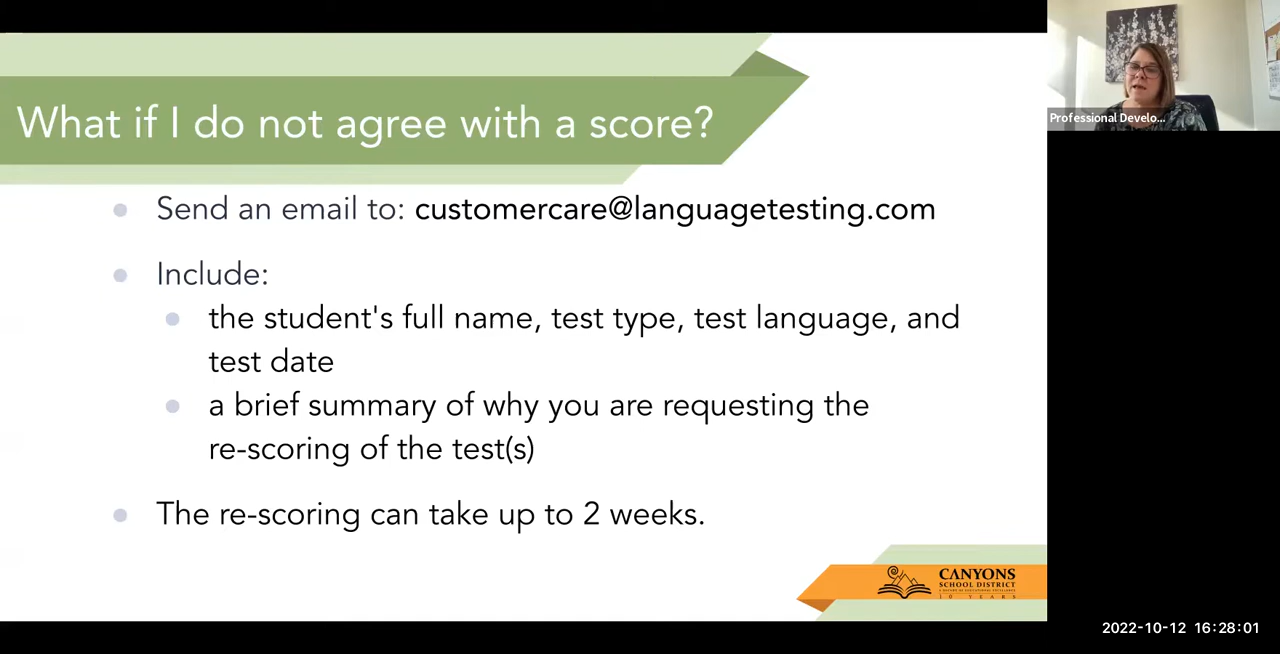 What if I do not agree with a score?
Professional Develo...
Send an email to: customercare@languagetesting.com
Include:
the student's full name, test type, test language, and
test date
a brief summary of why you are requesting the
re-scoring of the test(s)
The re-scoring can take up to 2 weeks.
CANYONS
SCHOOL DISTRICT
10 YEARS
2022-10-12 16:28:01